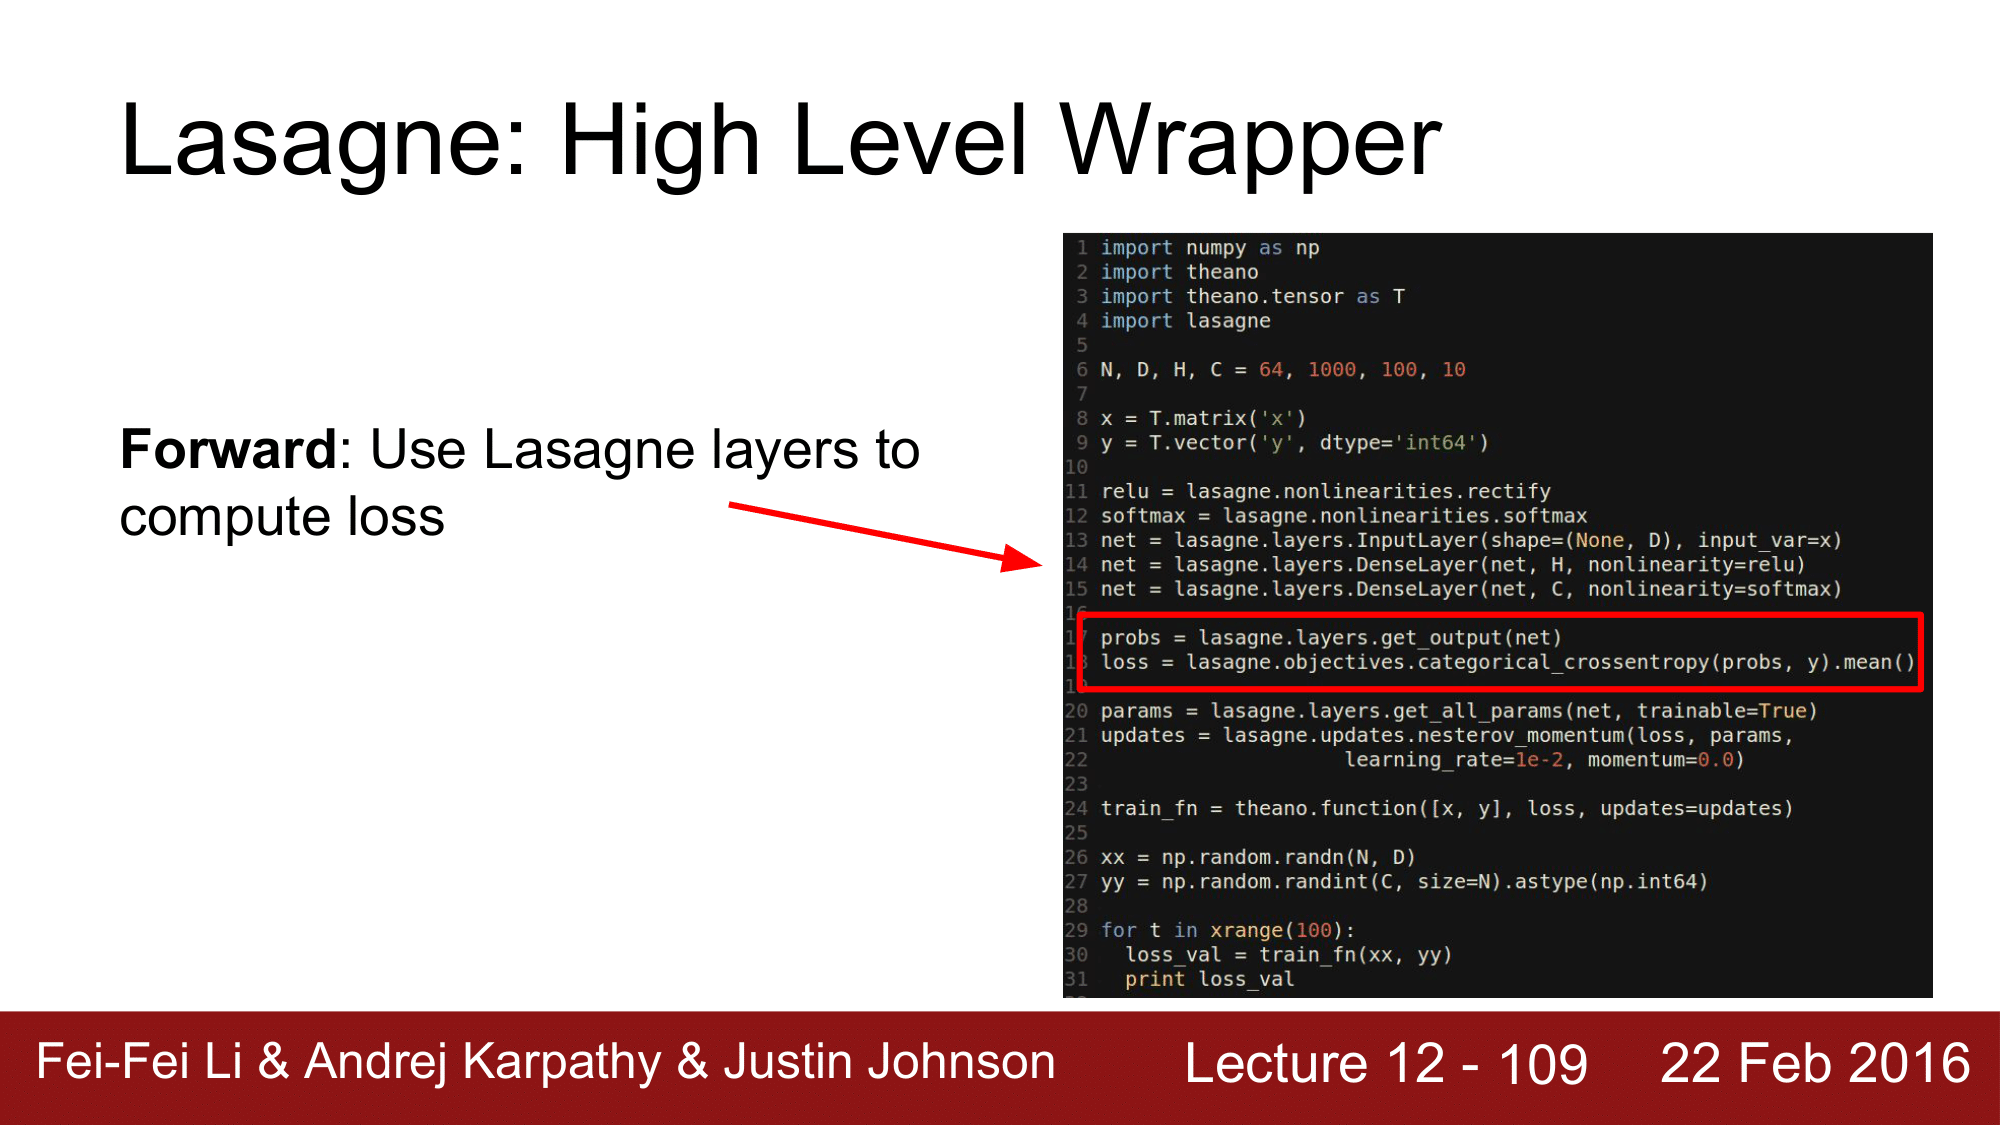 Lasagne: High Level Wrapper
Forward: Use Lasagne layers to
compute loss
1 import numpy as np
2 import theano
3 import theano.tensor as T
4 import lasagne
5
6 N, D, H, C = 64, 1000, 100, 10
7
8 x = T.matrix('x')
9 y = T.vector('y', dtype='int64')
10
11 relu = lasagne.nonlinearities.rectify
12 softmax = lasagne.nonlinearities.softmax
13 net = lasagne.layers.InputLayer(shape=(None, D), input_var=x)
14 net = lasagne.layers.DenseLayer(net, H, nonlinearity=relu)
15 net = lasagne.layers.DenseLayer(net, C, nonlinearity=softmax)
16
17 probs = lasagne.layers.get_output(net)
18 loss = lasagne.objectives.categorical_crossentropy(probs, y).mean()
19
20 params = lasagne.layers.get_all_params(net, trainable=True)
21 updates = lasagne.updates.nesterov_momentum(loss, params,
22 learning_rate=1e-2, momentum=0.0)
23
24 train_fn = theano.function([x, y], loss, updates=updates)
25
26 xx = np.random.randn(N, D)
27 yy = np.random.randint(C, size=N).astype(np.int64)
28
29 for t in xrange(100):
30 loss_val = train_fn(xx, yy)
31 print loss_val
Fei-Fei Li & Andrej Karpathy & Justin Johnson Lecture 12 - 109 22 Feb 2016